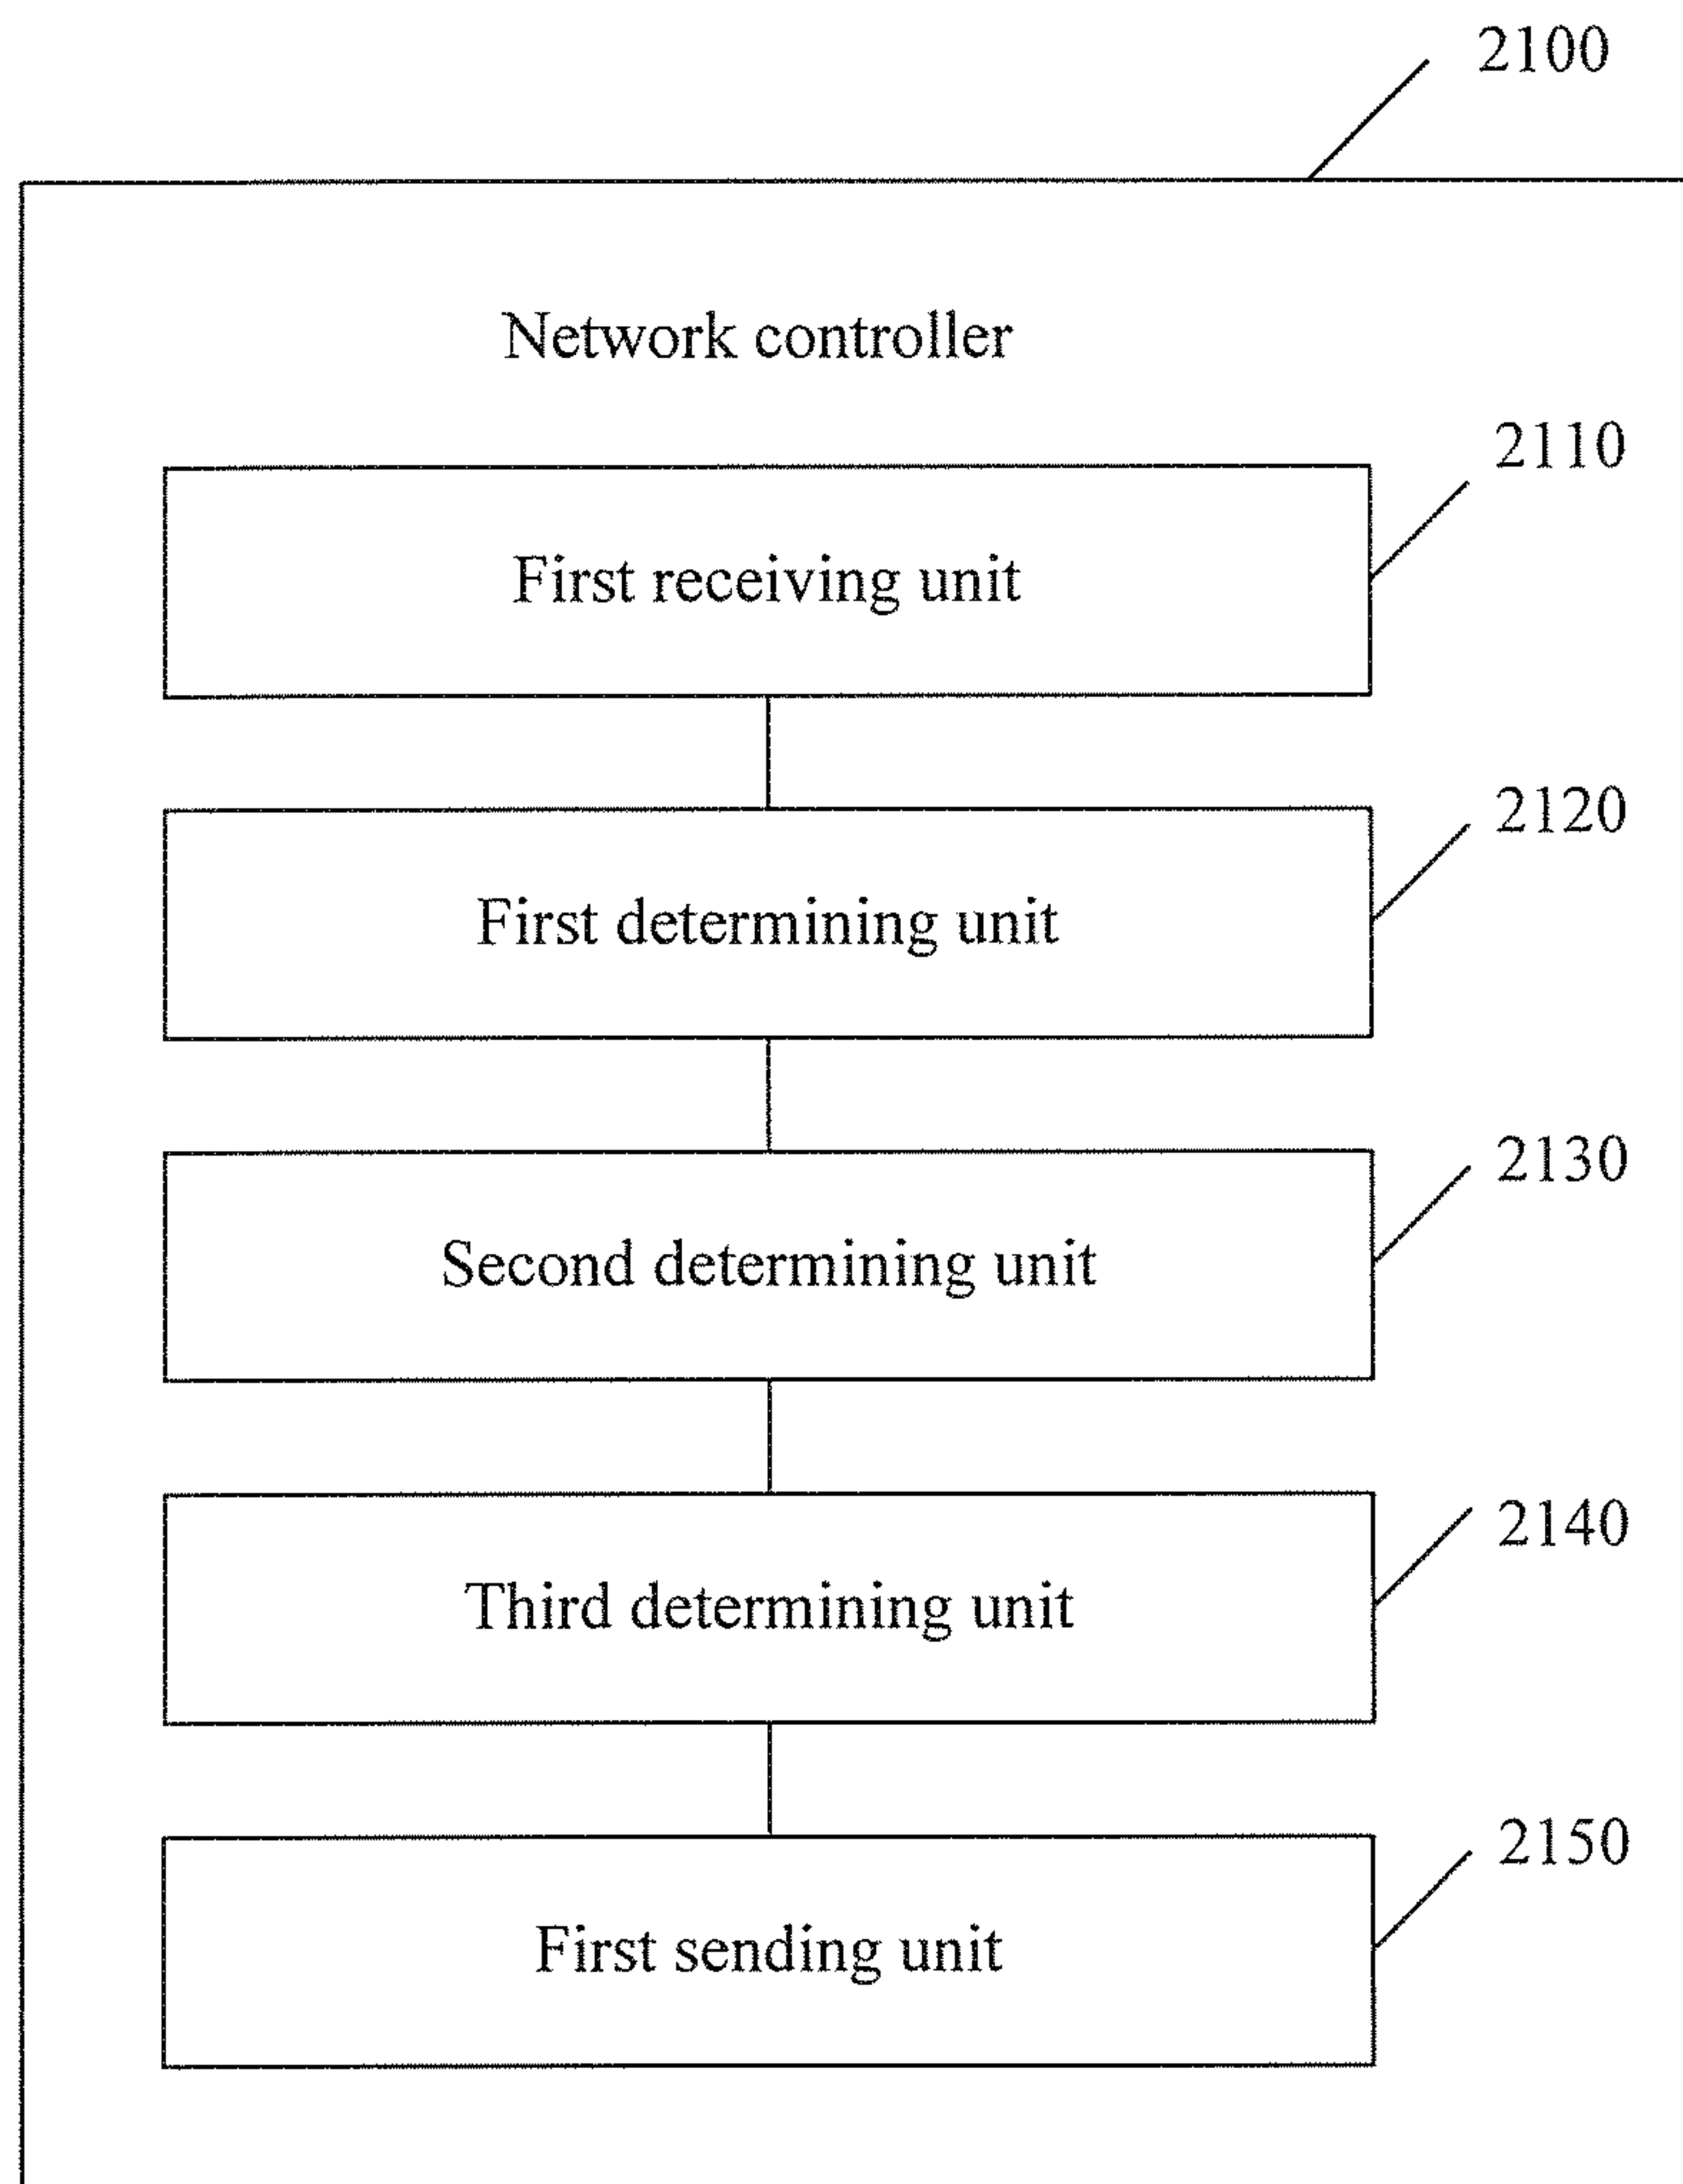 2100
Network controller
2110
First receiving unit
2120
First determining unit
2130
Second determining unit
2140
Third determining unit
2150
First sending unit